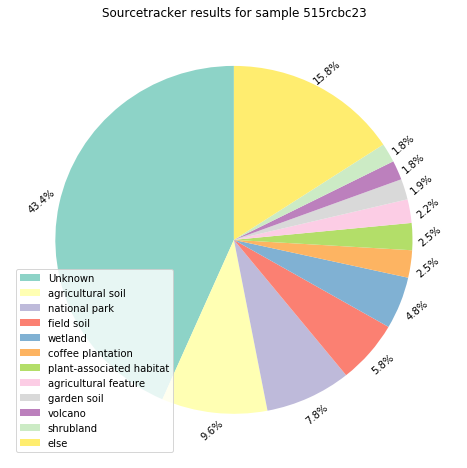 Sourcetracker results for sample 515rcbc23
15.8%
1.8%
1.8%
1.9%
2.2%
2.5%
2.5%
4.8%
5.8%
7.8%
9.6%
43.4%
Unknown
agricultural soil
national park
field soil
wetland
coffee plantation
plant-associated habitat
agricultural feature
garden soil
volcano
shrubland
else